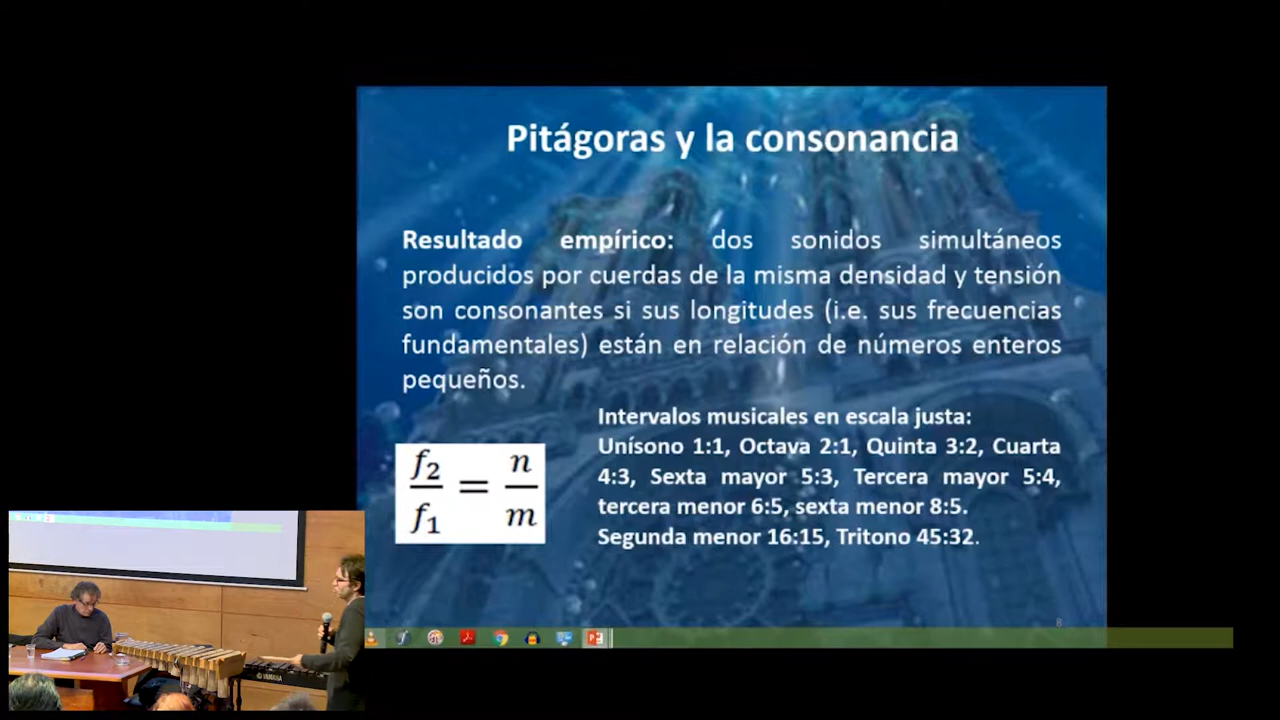 Pitágoras y la consonancia
Resultado empírico: dos sonidos simultáneos
producidos por cuerdas de la misma densidad y tensión
son consonantes si sus longitudes (i.e. sus frecuencias
fundamentales) están en relación de números enteros
pequeños.
f₂/f₁ = n/m
Intervalos musicales en escala justa:
Unísono 1:1, Octava 2:1, Quinta 3:2, Cuarta
4:3, Sexta mayor 5:3, Tercera mayor 5:4,
tercera menor 6:5, sexta menor 8:5.
Segunda menor 16:15, Tritono 45:32.
8
YAMAHA